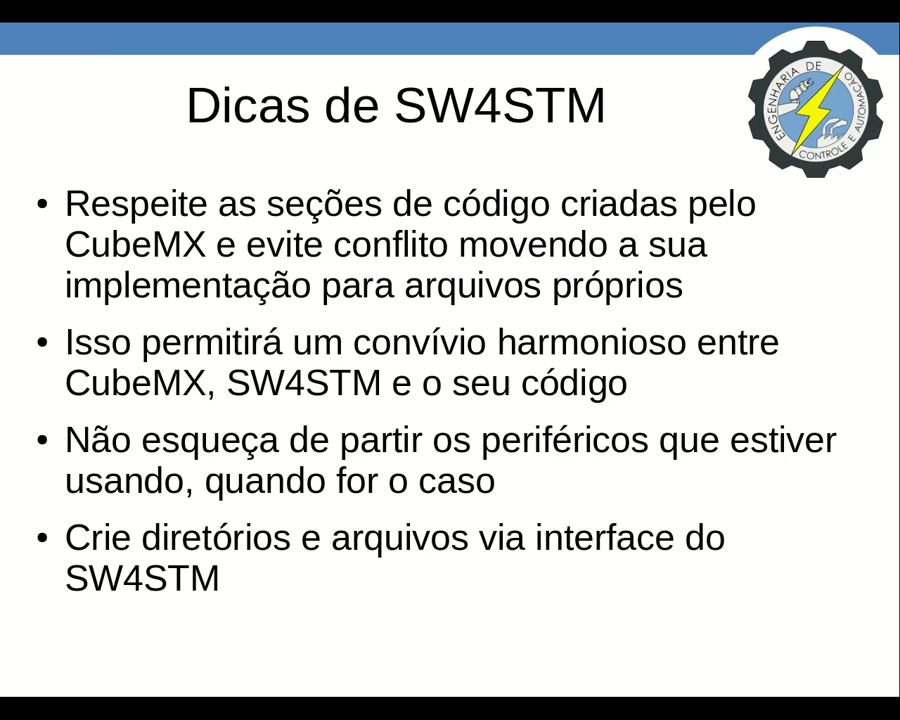 Dicas de SW4STM
ENGENHARIA DE
CONTROLE E AUTOMAÇÃO
• Respeite as seções de código criadas pelo
CubeMX e evite conflito movendo a sua
implementação para arquivos próprios
• Isso permitirá um convívio harmonioso entre
CubeMX, SW4STM e o seu código
• Não esqueça de partir os periféricos que estiver
usando, quando for o caso
• Crie diretórios e arquivos via interface do
SW4STM